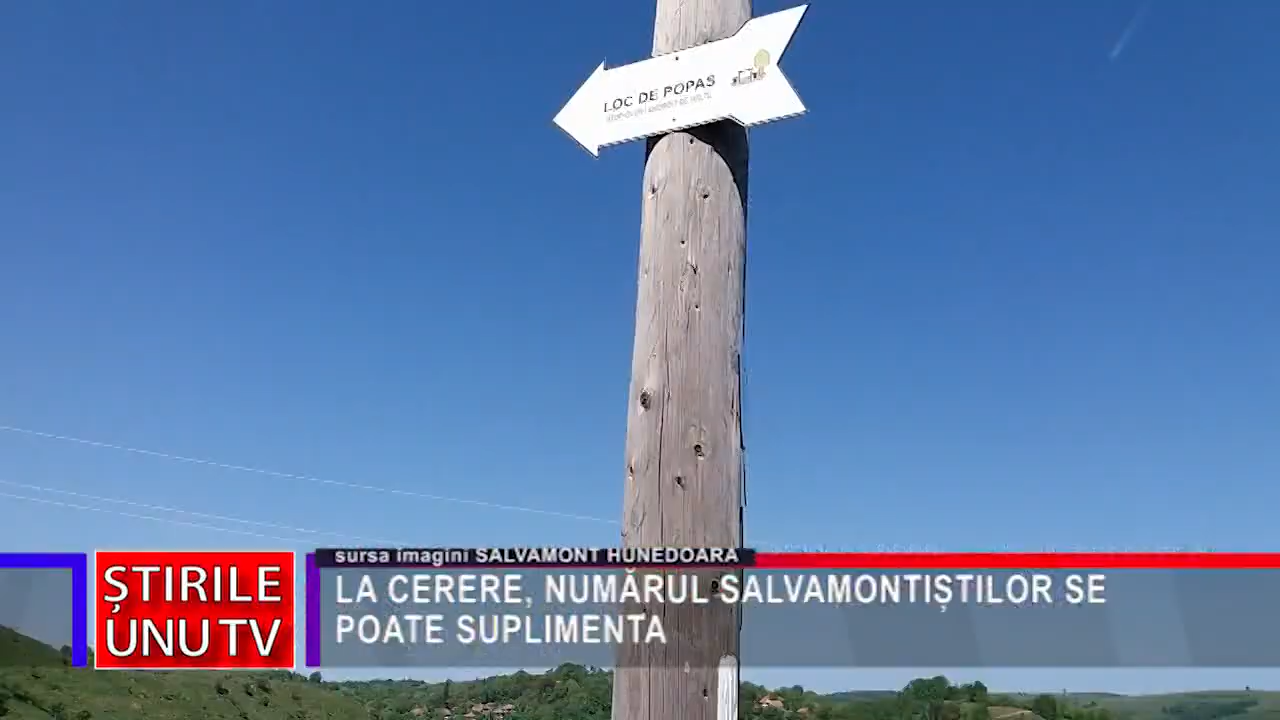 LOC DE POPAS
sursa imagini SALVAMONT HUNEDOARA
ȘTIRILE
UNU TV
LA CERERE, NUMĂRUL SALVAMONTIȘTILOR SE
POATE SUPLIMENTA